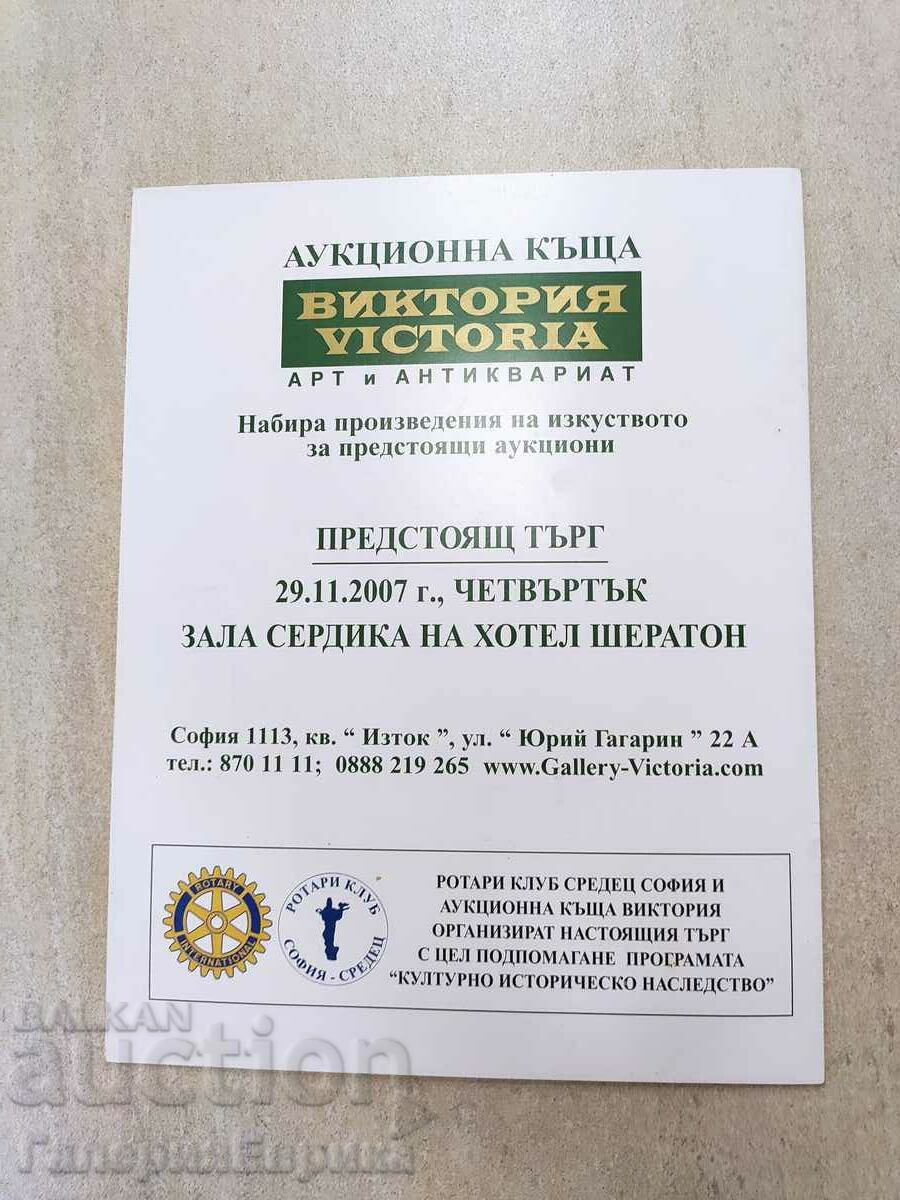 АУКЦИОННА КЪЩА
ВИКТОРИЯ
VICTORIA
АРТ и АНТИКВАРИАТ
Набира произведения на изкуството
за предстоящи аукциони
ПРЕДСТОЯЩ ТЪРГ
29.11.2007 г., ЧЕТВЪРТЪК
ЗАЛА СЕРДИКА НА ХОТЕЛ ШЕРАТОН
София 1113, кв. “ Изток ”, ул. “ Юрий Гагарин ” 22 А
тел.: 870 11 11; 0888 219 265 www.Gallery-Victoria.com
ROTARY
INTERNATIONAL
РОТАРИ КЛУБ
СОФИЯ - СРЕДЕЦ
РОТАРИ КЛУБ СРЕДЕЦ СОФИЯ И
АУКЦИОННА КЪЩА ВИКТОРИЯ
ОРГАНИЗИРАТ НАСТОЯЩИЯ ТЪРГ
С ЦЕЛ ПОДПОМАГАНЕ ПРОГРАМАТА
“КУЛТУРНО ИСТОРИЧЕСКО НАСЛЕДСТВО”
BALKAN
auction
ГалерияЕврика